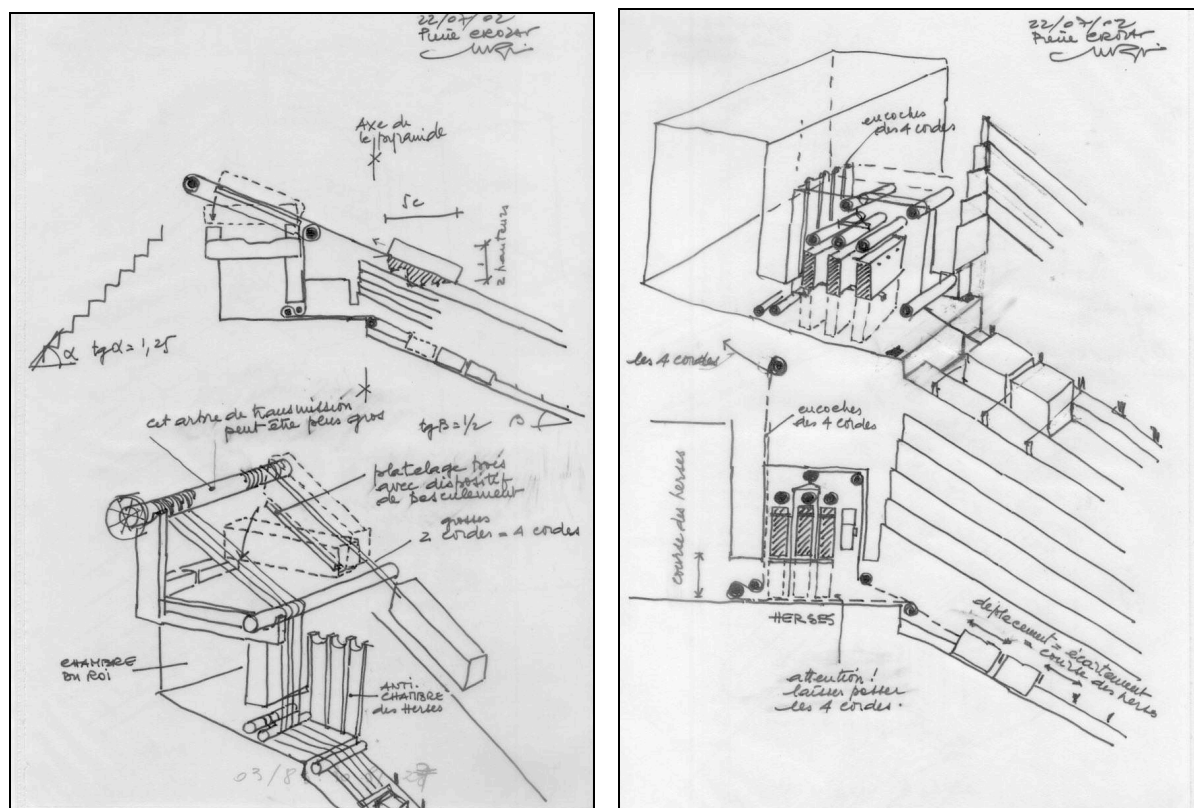 22/07/02
Pierre CROZAT
Axe de
la pyramide
5c
2 hauteurs
α
tgα = 1,25
tgβ = 1/2
β
cet arbre de transmission
peut être plus gros
platelage bois
avec dispositif
de basculement
grosses
2 cordes = 4 cordes
CHAMBRE
DU ROI
ANTI-
CHAMBRE
des Herses
22/07/02
Pierre CROZAT
encoches
des 4 cordes
les 4 cordes
encoches
des 4 cordes
course des herses
HERSES
attention!
laisser passer
les 4 cordes.
déplacement = écartement
= course des herses